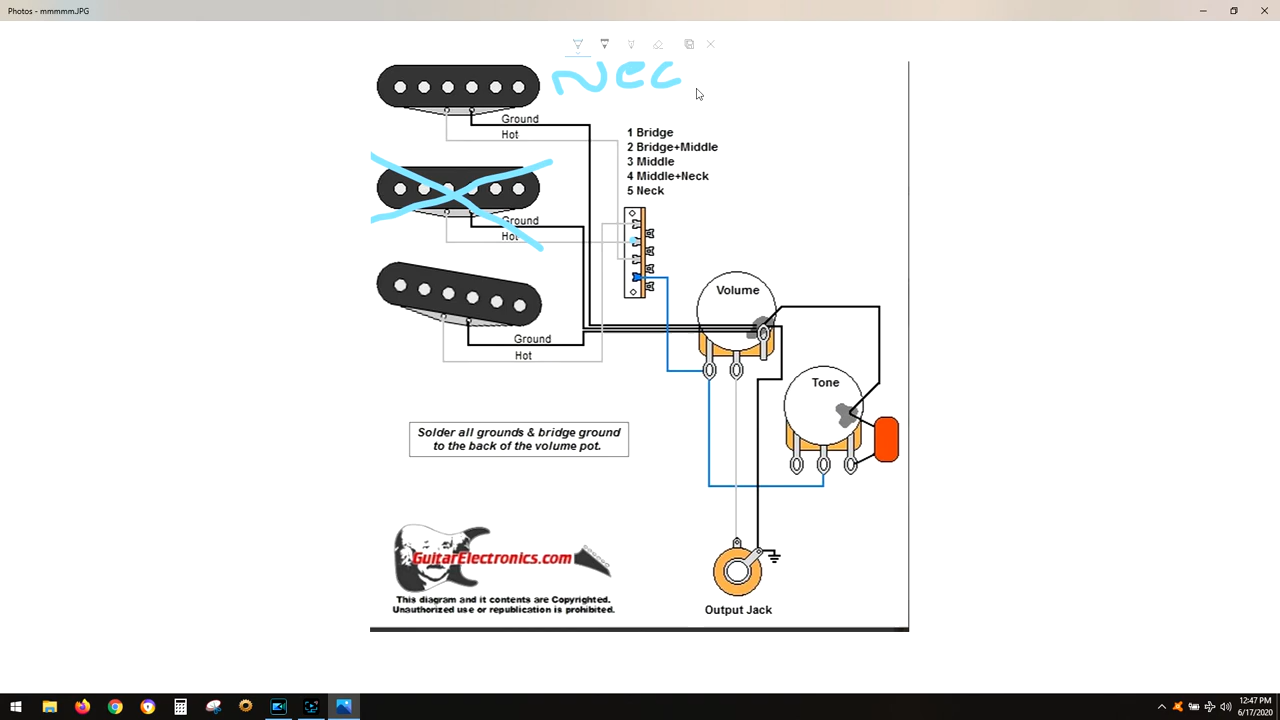 Photos - mmmmm.JPG
Nec
Ground
Hot
1 Bridge
2 Bridge+Middle
3 Middle
4 Middle+Neck
5 Neck
Ground
Hot
Volume
Ground
Hot
Tone
Solder all grounds & bridge ground
to the back of the volume pot.
GuitarElectronics.com
This diagram and it contents are Copyrighted.
Unauthorized use or republication is prohibited.
Output Jack
12:47 PM
6/17/2020